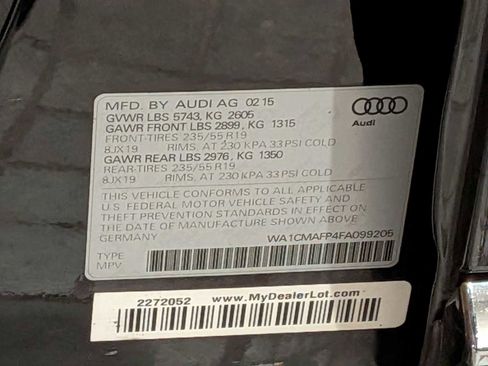 MFD. BY AUDI AG 02 15
GVWR LBS 5743, KG 2605
GAWR FRONT LBS 2899, KG 1315
FRONT-TIRES 235/55 R19
8JX19 RIMS, AT 230 KPA 33 PSI COLD
GAWR REAR LBS 2976, KG 1350
REAR-TIRES 235/55 R19
8JX19 RIMS, AT 230 KPA 33 PSI COLD
Audi
THIS VEHICLE CONFORMS TO ALL APPLICABLE
U.S. FEDERAL MOTOR VEHICLE SAFETY AND
THEFT PREVENTION STANDARDS IN EFFECT ON
THE DATE OF MANUFACTURE SHOWN ABOVE
GERMANY WA1CMAFP4FA099205
TYPE
MPV
2272052 www.MyDealerLot.com